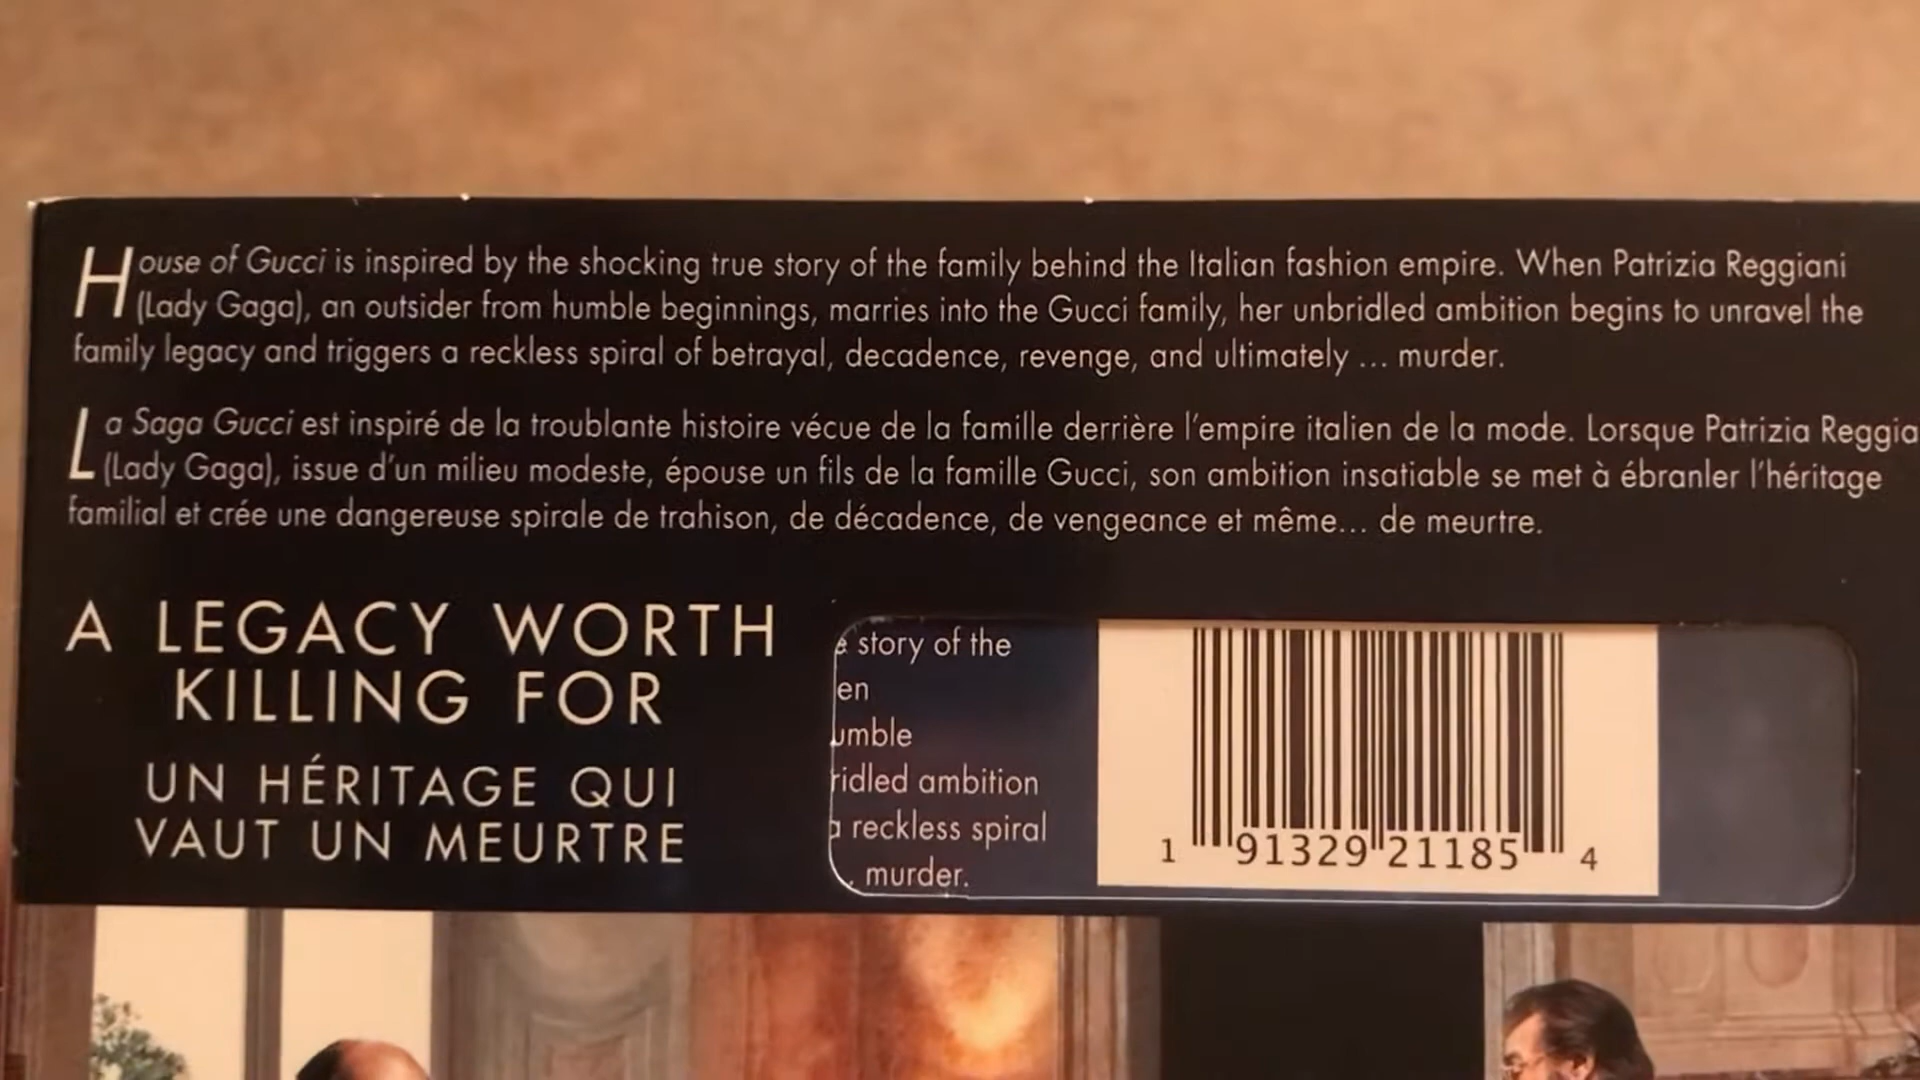 House of Gucci is inspired by the shocking true story of the family behind the Italian fashion empire. When Patrizia Reggiani
(Lady Gaga), an outsider from humble beginnings, marries into the Gucci family, her unbridled ambition begins to unravel the
family legacy and triggers a reckless spiral of betrayal, decadence, revenge, and ultimately ... murder.
La Saga Gucci est inspiré de la troublante histoire vécue de la famille derrière l'empire italien de la mode. Lorsque Patrizia Reggia
(Lady Gaga), issue d'un milieu modeste, épouse un fils de la famille Gucci, son ambition insatiable se met à ébranler l'héritage
familial et crée une dangereuse spirale de trahison, de décadence, de vengeance et même... de meurtre.
A LEGACY WORTH
KILLING FOR
UN HÉRITAGE QUI
VAUT UN MEURTRE
e story of the
en
umble
ridled ambition
a reckless spiral
. murder.
1 91329 21185 4